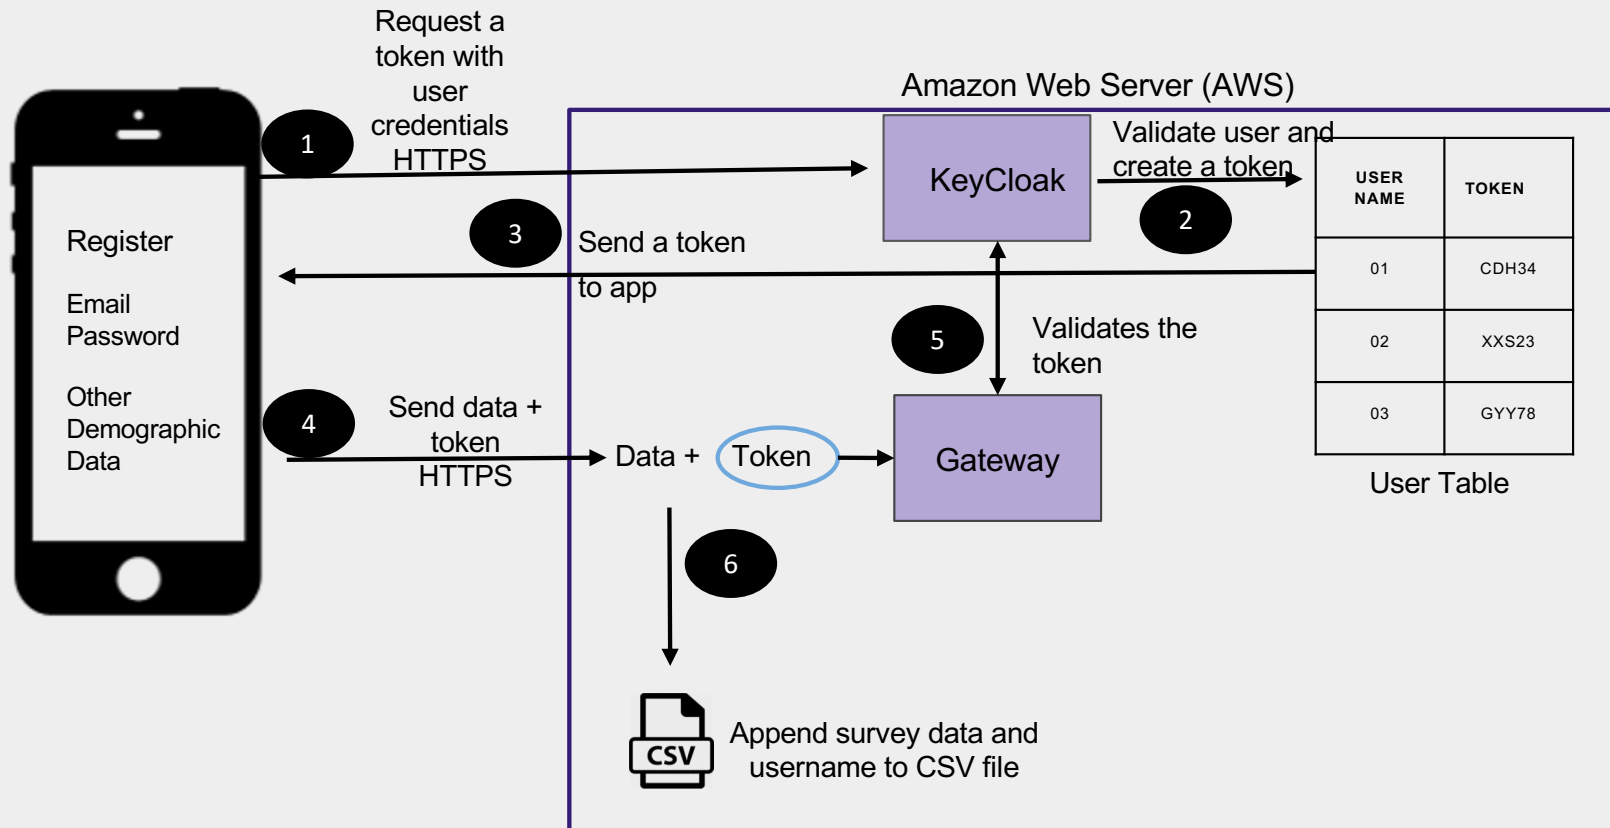 Request a
token with
user
credentials
HTTPS
Amazon Web Server (AWS)
1
KeyCloak
Validate user and
create a token
2
USER
NAME
TOKEN
01
CDH34
02
XXS23
03
GYY78
User Table
3
Send a token
to app
Register
Email
Password
Other
Demographic
Data
5
Validates the
token
4
Send data +
token
HTTPS
Data +
Token
Gateway
6
CSV
Append survey data and
username to CSV file